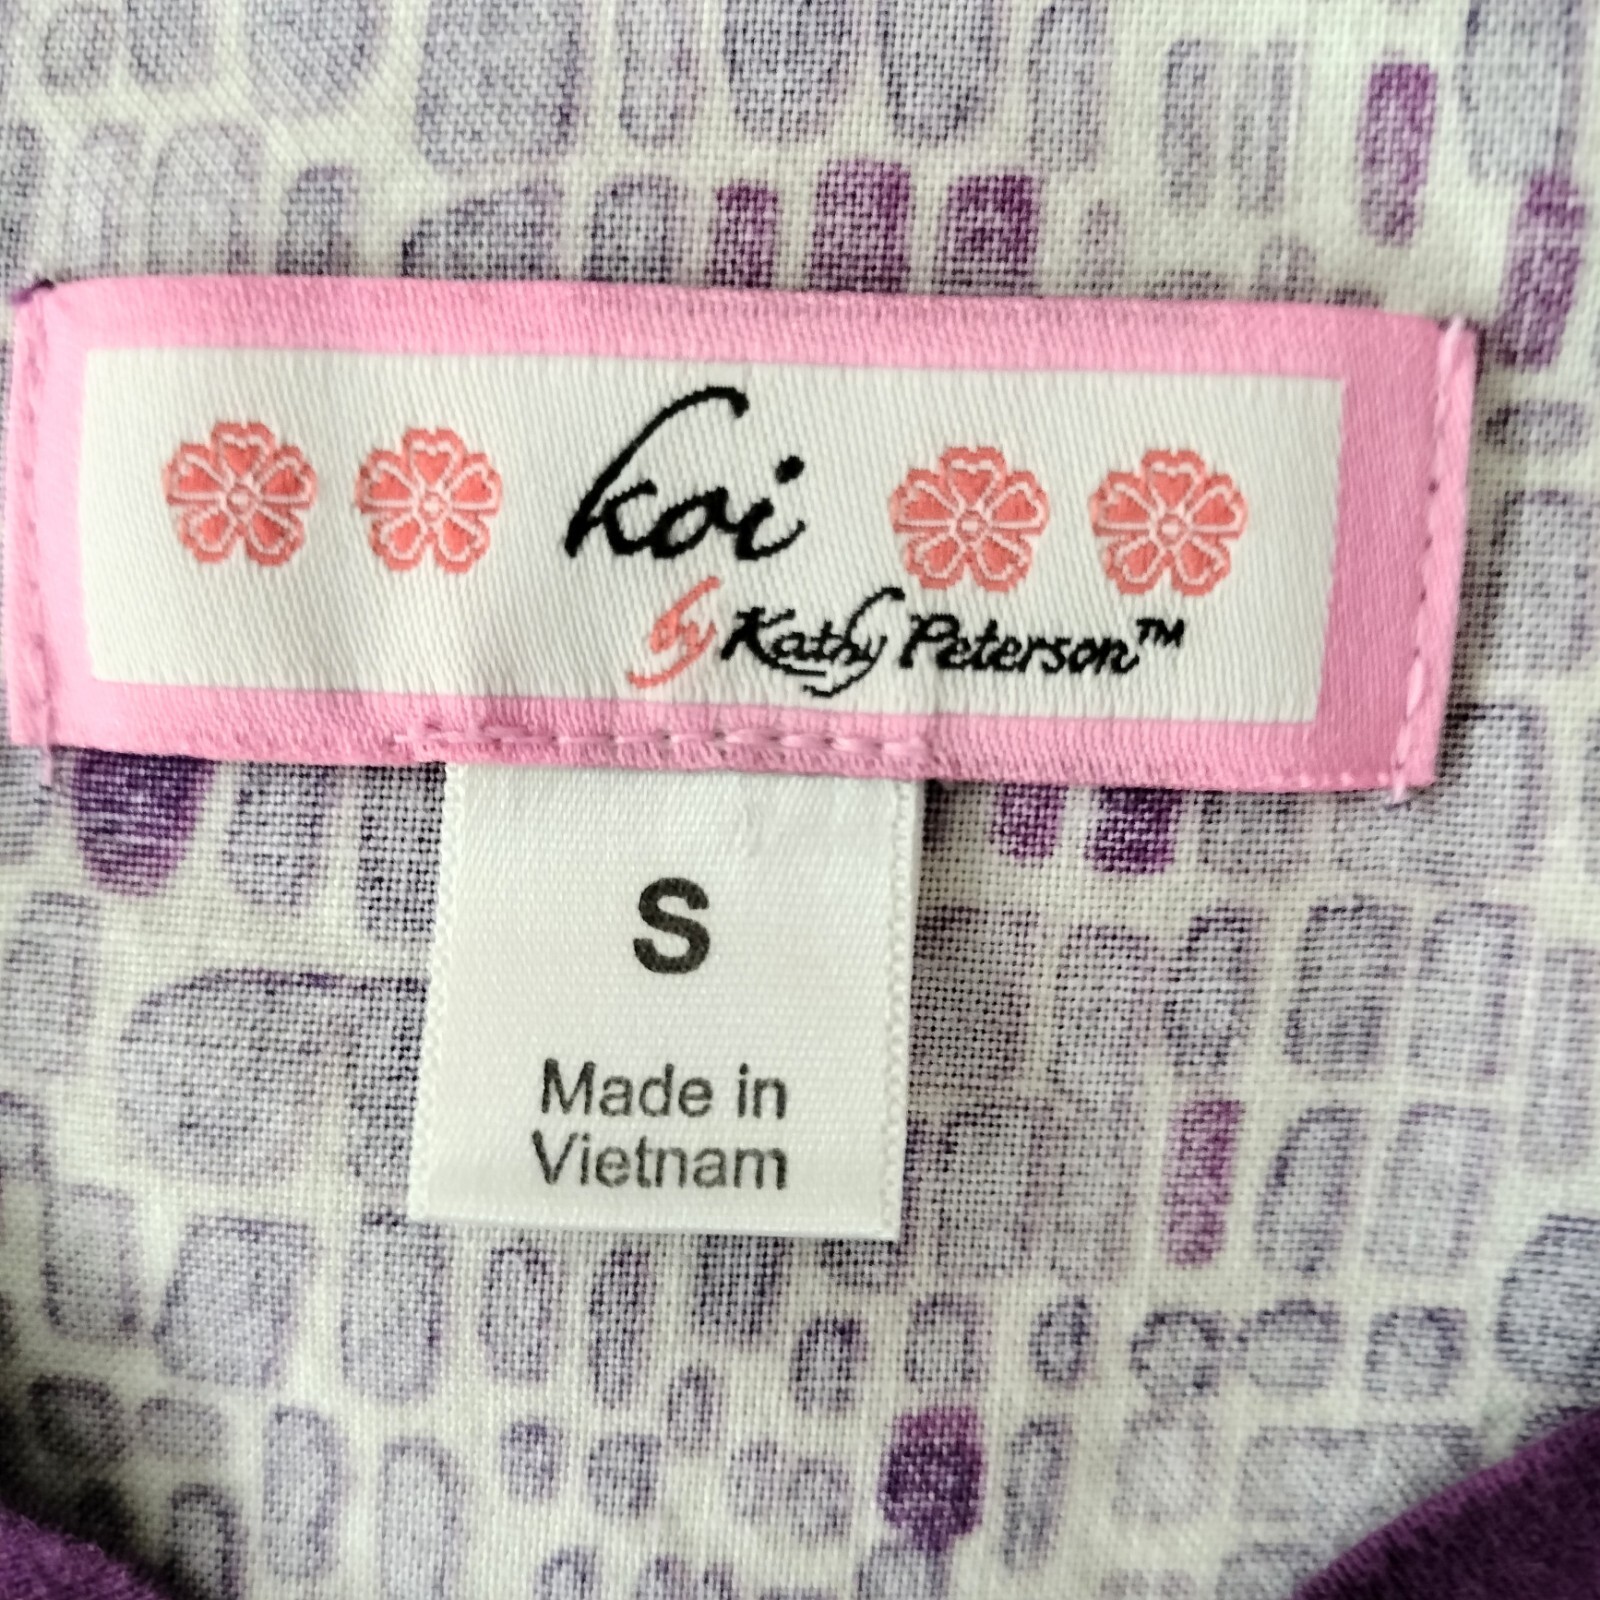 koi
by Kathy Peterson™
S
Made in
Vietnam